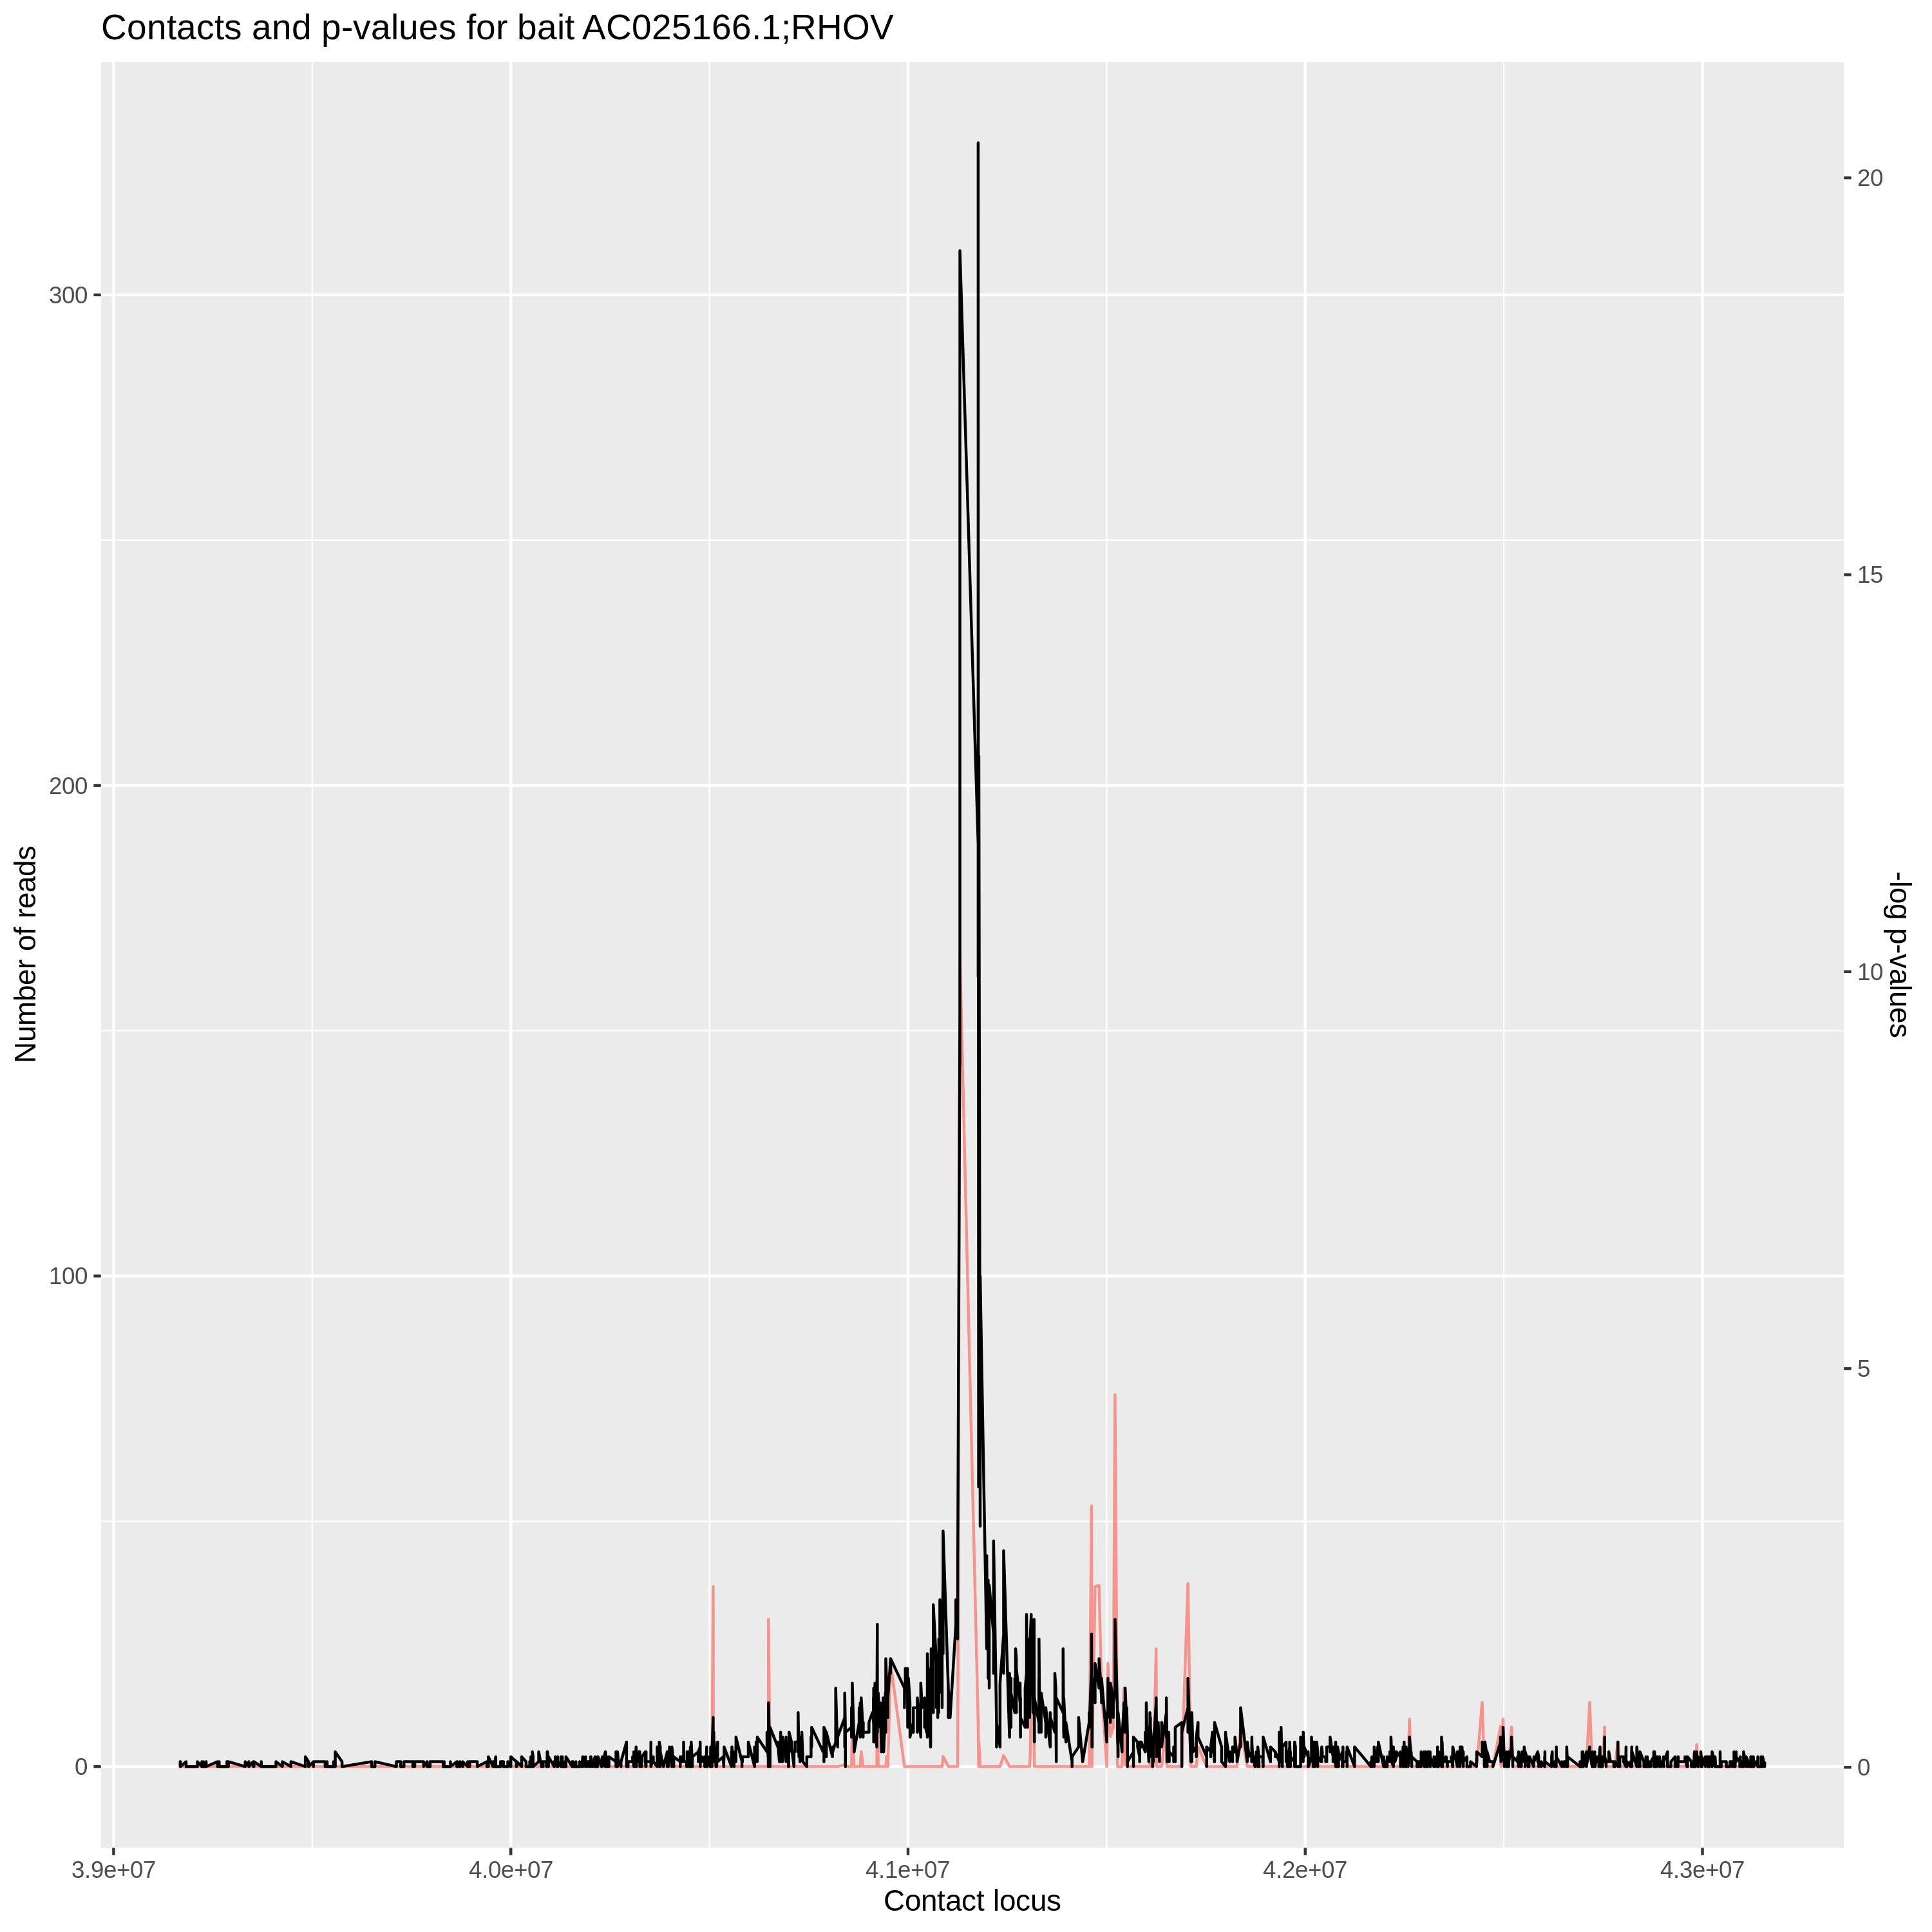 Contacts and p-values for bait AC025166.1;RHOV
Number of reads
300
200
100
0
20
15
10
5
0
-log p-values
3.9e+07
4.0e+07
4.1e+07
4.2e+07
4.3e+07
Contact locus